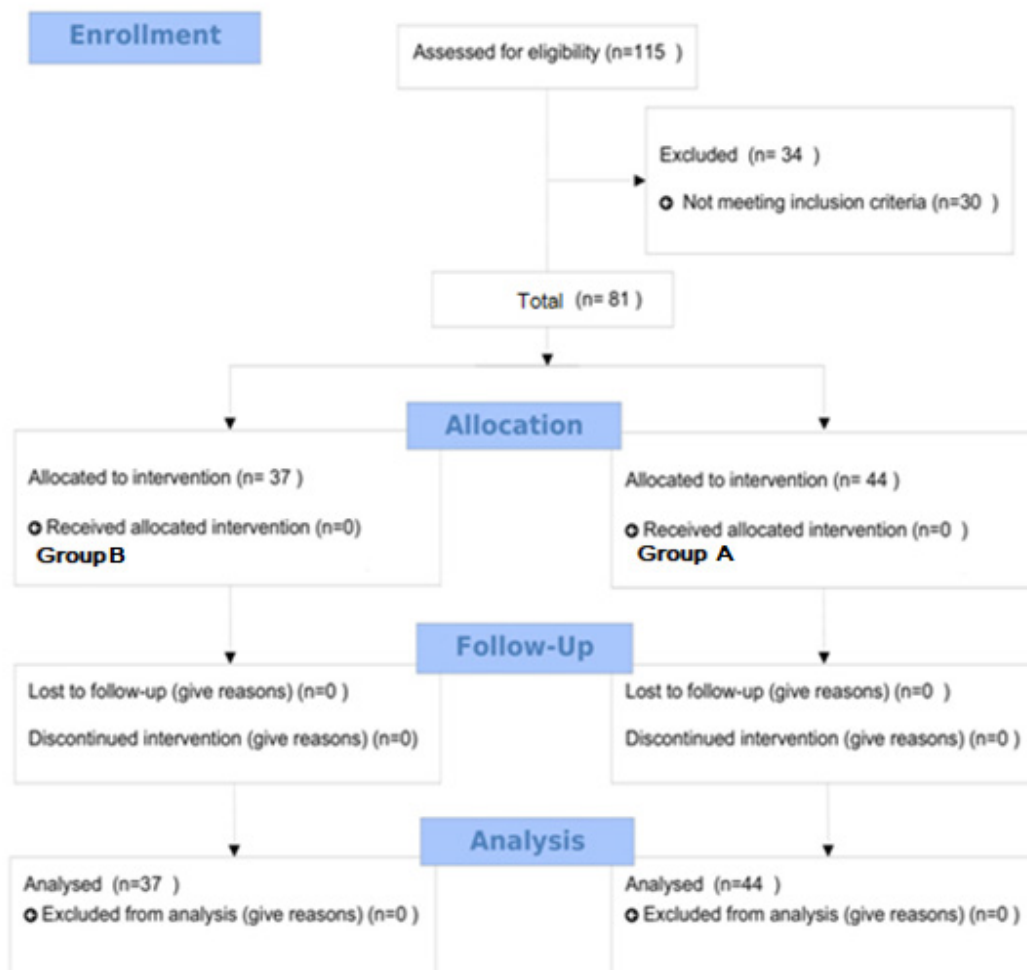 Enrollment
Assessed for eligibility (n=115 )
Excluded (n= 34 )
Not meeting inclusion criteria (n=30 )
Total (n= 81 )
Allocation
Allocated to intervention (n= 37 )
Received allocated intervention (n=0)
Group B
Allocated to intervention (n= 44 )
Received allocated intervention (n=0 )
Group A
Follow-Up
Lost to follow-up (give reasons) (n=0 )
Discontinued intervention (give reasons) (n=0)
Lost to follow-up (give reasons) (n=0 )
Discontinued intervention (give reasons) (n=0 )
Analysis
Analysed (n=37 )
Excluded from analysis (give reasons) (n=0 )
Analysed (n=44 )
Excluded from analysis (give reasons) (n=0 )